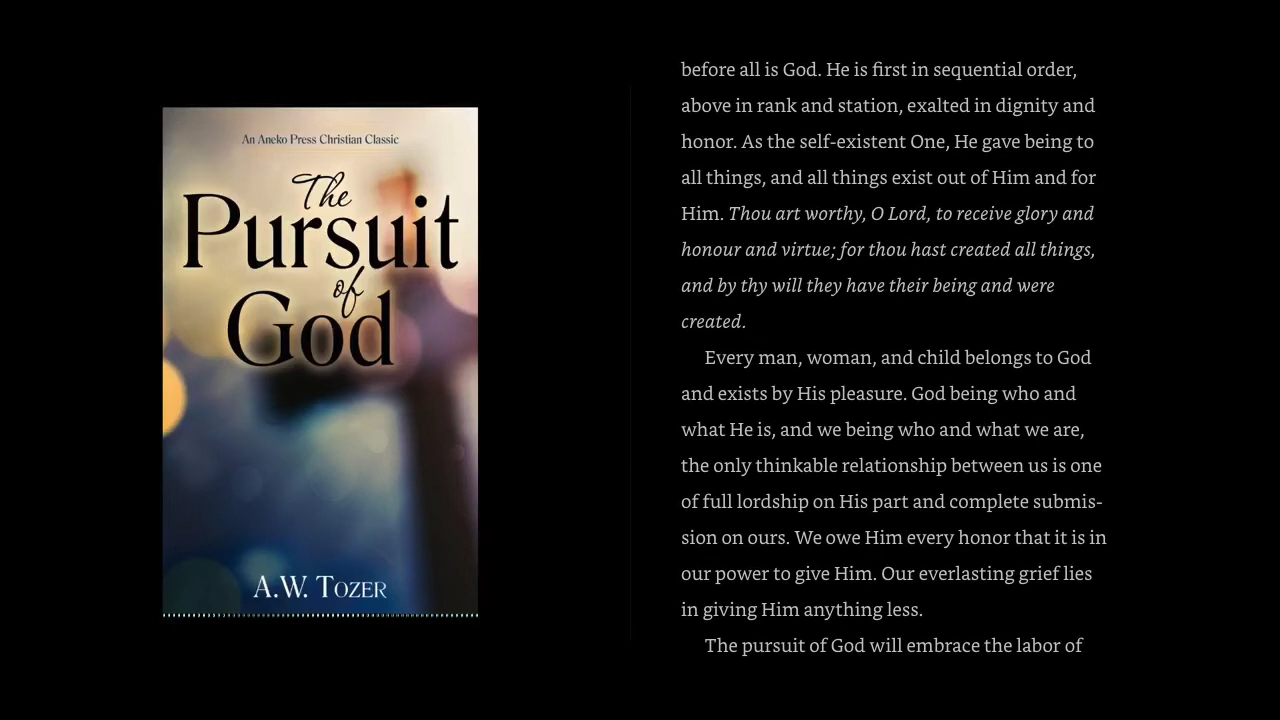 An Aneko Press Christian Classic
The
Pursuit
of
God
A.W. Tozer
before all is God. He is first in sequential order,
above in rank and station, exalted in dignity and
honor. As the self-existent One, He gave being to
all things, and all things exist out of Him and for
Him. Thou art worthy, O Lord, to receive glory and
honour and virtue; for thou hast created all things,
and by thy will they have their being and were
created.
Every man, woman, and child belongs to God
and exists by His pleasure. God being who and
what He is, and we being who and what we are,
the only thinkable relationship between us is one
of full lordship on His part and complete submis-
sion on ours. We owe Him every honor that it is in
our power to give Him. Our everlasting grief lies
in giving Him anything less.
The pursuit of God will embrace the labor of